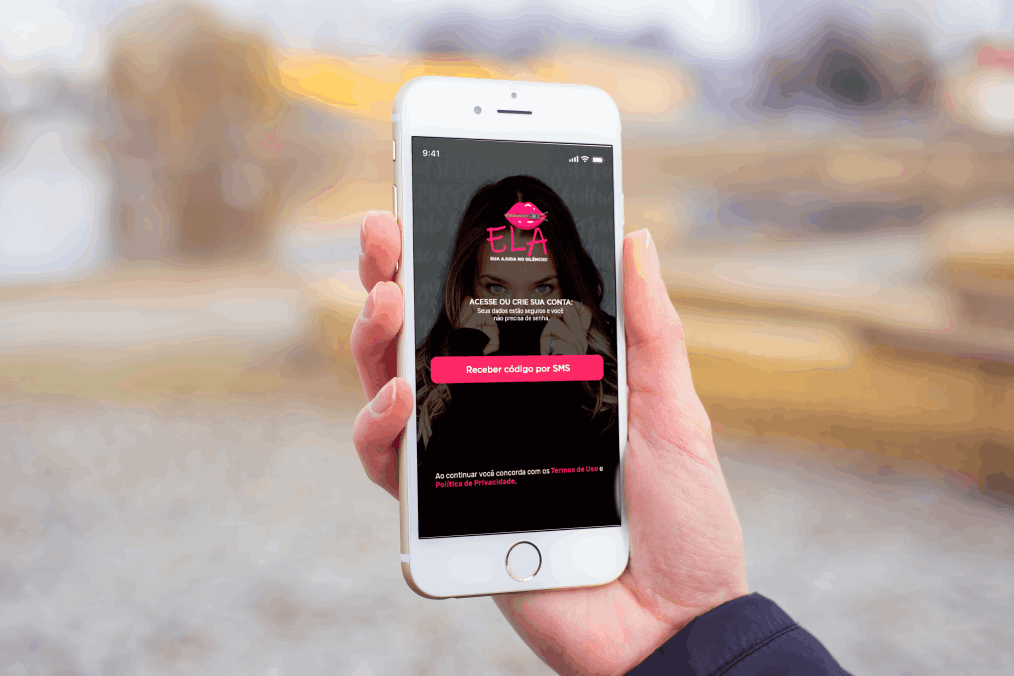 9:41
ELA
SUA AJUDA NO SILÊNCIO!
ACESSE OU CRIE SUA CONTA:
Seus dados estão seguros e você
não precisa de senha.
Receber código por SMS
Ao continuar você concorda com os Termos de Uso e
Política de Privacidade.